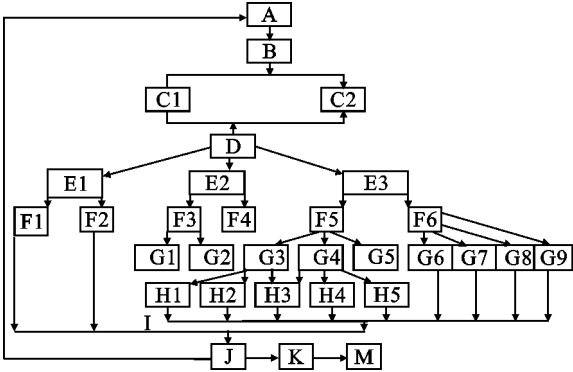 A
B
C1 C2
D
E1 E2 E3
F1 F2 F3 F4 F5 F6
G1 G2 G3 G4 G5 G6 G7 G8 G9
H1 H2 H3 H4 H5
I
J K M